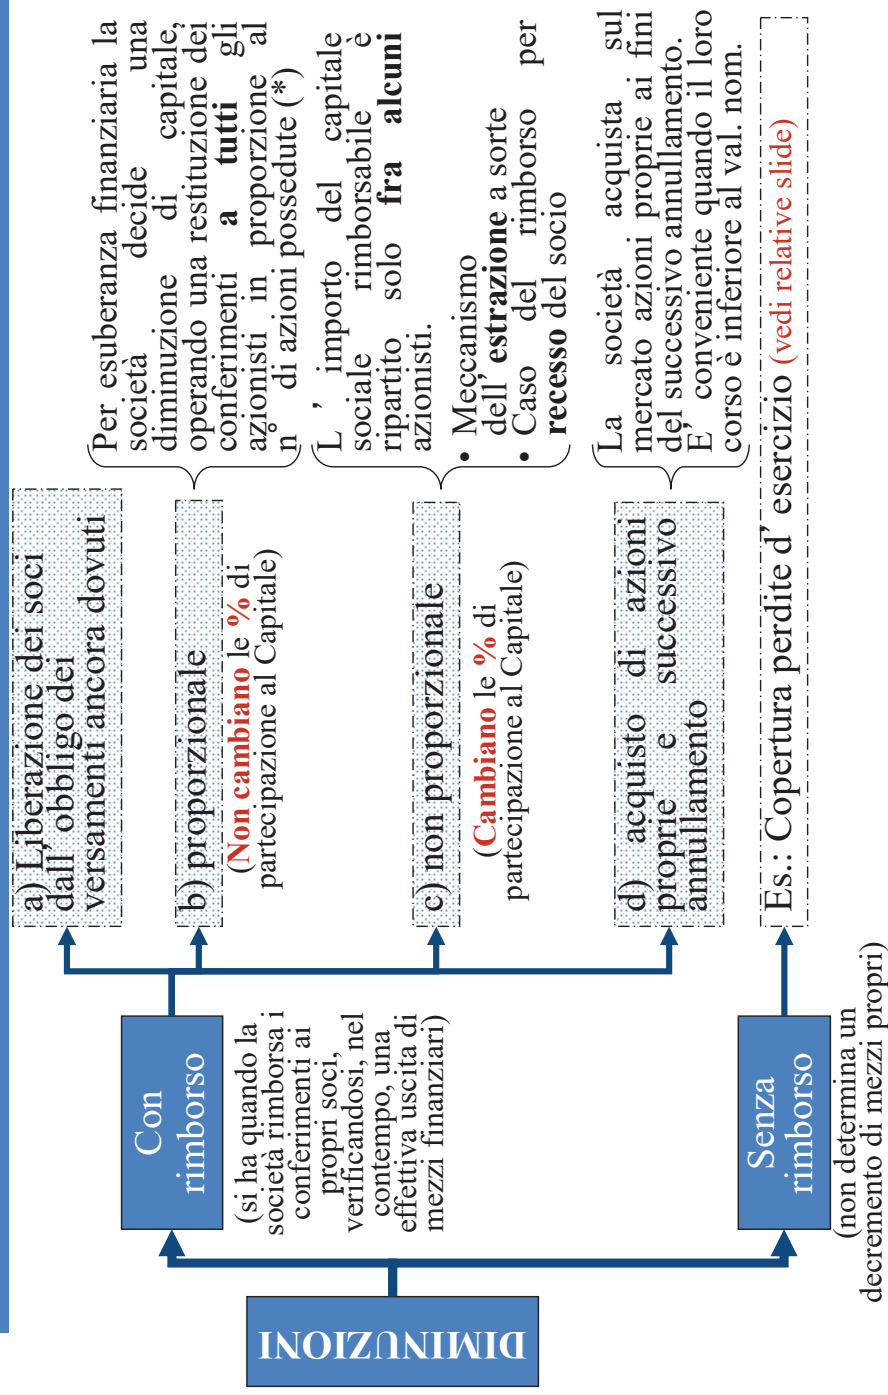 DIMINUZIONI
Con
rimborso
(si ha quando la
società rimborsa i
conferimenti ai
propri soci,
verificandosi, nel
contempo, una
effettiva uscita di
mezzi finanziari)
a) Liberazione dei soci
dall’ obbligo dei
versamenti ancora dovuti
b) proporzionale
(Non cambiano le % di
partecipazione al Capitale)
Per esuberanza finanziaria la
società decide una
diminuzione di capitale,
operando una restituzione dei
conferimenti a tutti gli
azionisti in proporzione al
n° di azioni possedute (*)
c) non proporzionale
(Cambiano le % di
partecipazione al Capitale)
L’ importo del capitale
sociale rimborsabile è
ripartito solo fra alcuni
azionisti.
• Meccanismo
dell’ estrazione a sorte
• Caso del rimborso per
recesso del socio
d) acquisto di azioni
proprie e successivo
annullamento
La società acquista sul
mercato azioni proprie ai fini
del successivo annullamento.
E’ conveniente quando il loro
corso è inferiore al val. nom.
Senza
rimborso
(non determina un
decremento di mezzi propri)
Es.: Copertura perdite d’ esercizio (vedi relative slide)